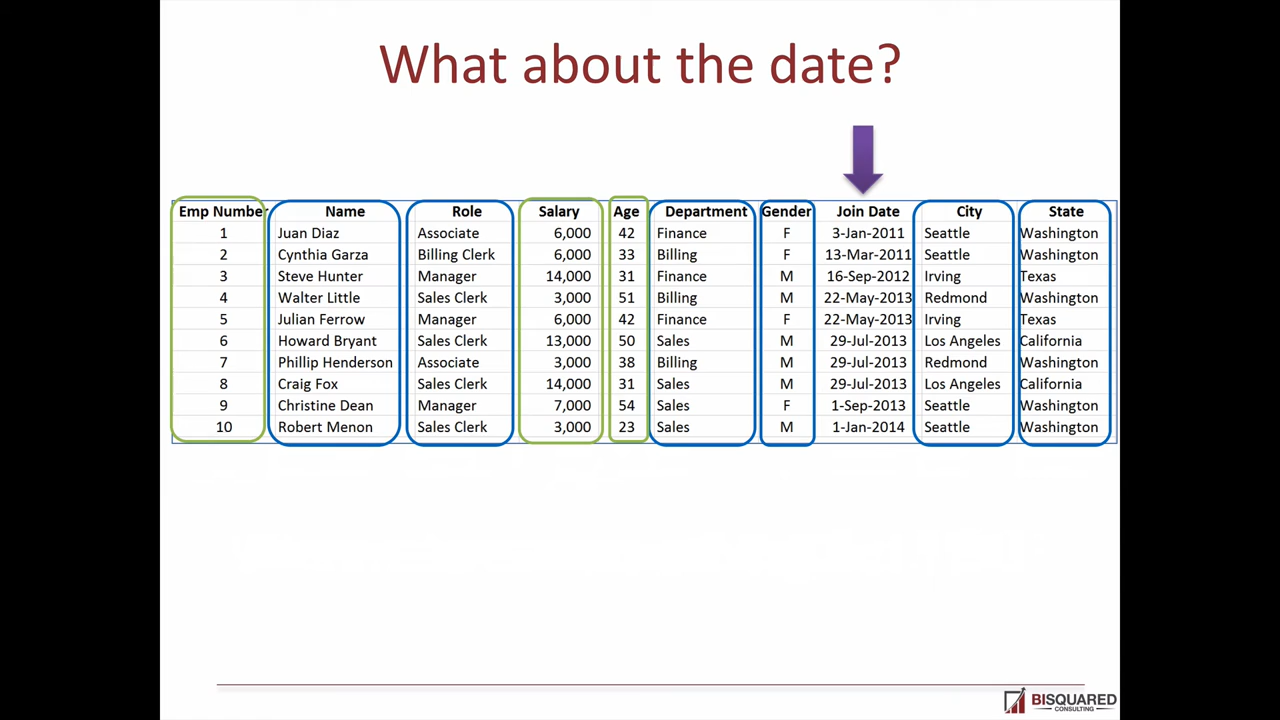 What about the date?
Emp Number Name Role Salary Age Department Gender Join Date City State
1 Juan Diaz Associate 6,000 42 Finance F 3-Jan-2011 Seattle Washington
2 Cynthia Garza Billing Clerk 6,000 33 Billing F 13-Mar-2011 Seattle Washington
3 Steve Hunter Manager 14,000 31 Finance M 16-Sep-2012 Irving Texas
4 Walter Little Sales Clerk 3,000 51 Billing M 22-May-2013 Redmond Washington
5 Julian Ferrow Manager 6,000 42 Finance F 22-May-2013 Irving Texas
6 Howard Bryant Sales Clerk 13,000 50 Sales M 29-Jul-2013 Los Angeles California
7 Phillip Henderson Associate 3,000 38 Billing M 29-Jul-2013 Redmond Washington
8 Craig Fox Sales Clerk 14,000 31 Sales M 29-Jul-2013 Los Angeles California
9 Christine Dean Manager 7,000 54 Sales F 1-Sep-2013 Seattle Washington
10 Robert Menon Sales Clerk 3,000 23 Sales M 1-Jan-2014 Seattle Washington
BISQUARED
CONSULTING